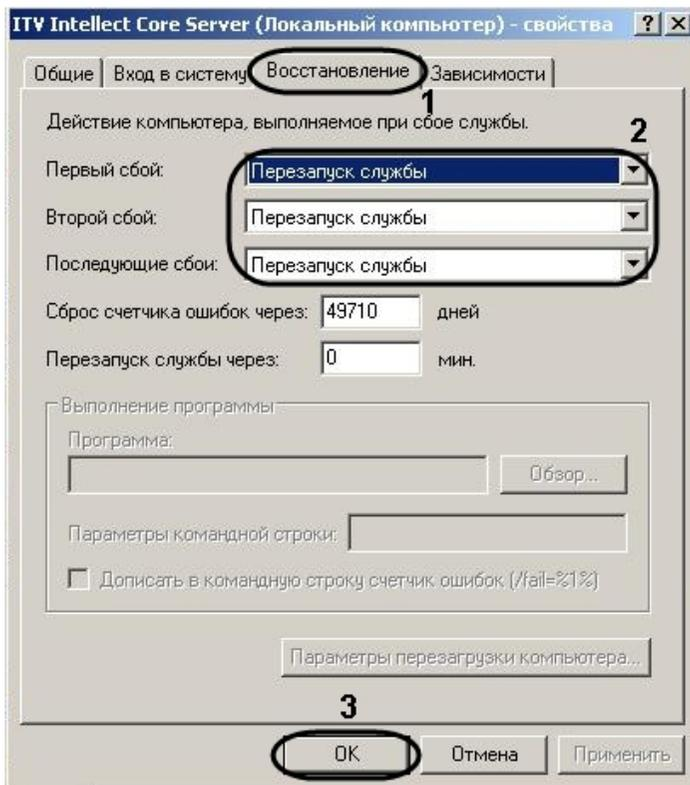 ITV Intellect Core Server (Локальный компьютер) - свойства ? X
Общие Вход в систему Восстановление Зависимости
1
Действие компьютера, выполняемое при сбое службы.
2
Первый сбой: Перезапуск службы
Второй сбой: Перезапуск службы
Последующие сбои: Перезапуск службы
Сброс счетчика ошибок через: 49710 дней
Перезапуск службы через: 0 мин.
Выполнение программы
Программа:
Обзор...
Параметры командной строки:
Дописать в командную строку счетчик ошибок (/fail=%1%)
Параметры перезагрузки компьютера...
3
OK Отмена Применить